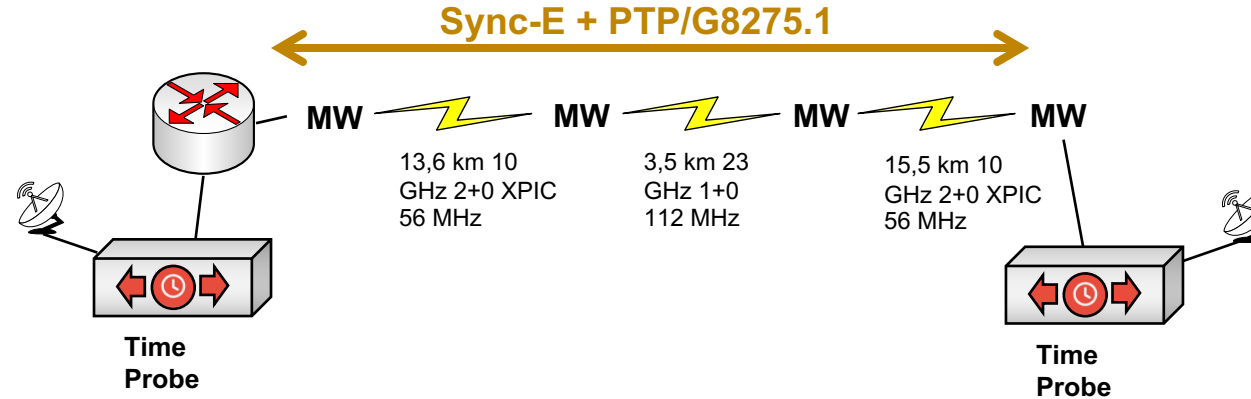 Sync-E + PTP/G8275.1
MW
MW
MW
MW
13,6 km 10
GHz 2+0 XPIC
56 MHz
3,5 km 23
GHz 1+0
112 MHz
15,5 km 10
GHz 2+0 XPIC
56 MHz
Time
Probe
Time
Probe